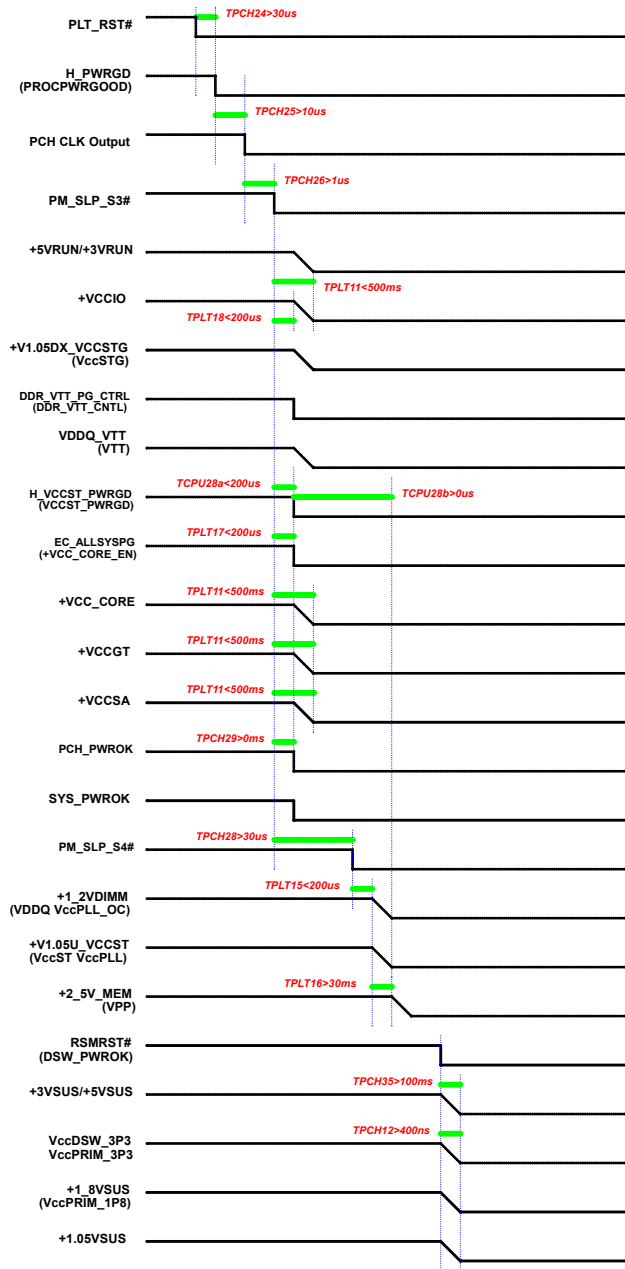 TPCH24>30us
PLT_RST#
H_PWRGD
(PROCPWRGOOD)
TPCH25>10us
PCH CLK Output
TPCH26>1us
PM_SLP_S3#
+5VRUN/+3VRUN
TPLT11<500ms
+VCCIO
TPLT18<200us
+V1.05DX_VCCSTG
(VccSTG)
DDR_VTT_PG_CTRL
(DDR_VTT_CNTL)
VDDQ_VTT
(VTT)
TCPU28a<200us
TCPU28b>0us
H_VCCST_PWRGD
(VCCST_PWRGD)
TPLT17<200us
EC_ALLSYSPG
(+VCC_CORE_EN)
TPLT11<500ms
+VCC_CORE
TPLT11<500ms
+VCCGT
TPLT11<500ms
+VCCSA
PCH_PWROK
TPCH29>0ms
SYS_PWROK
TPCH28>30us
PM_SLP_S4#
TPLT15<200us
+1_2VDIMM
(VDDQ VccPLL_OC)
+V1.05U_VCCST
(VccST VccPLL)
TPLT16>30ms
+2_5V_MEM
(VPP)
RSMRST#
(DSW_PWROK)
TPCH35>100ms
+3VSUS/+5VSUS
TPCH12>400ns
VccDSW_3P3
VccPRIM_3P3
+1_8VSUS
(VccPRIM_1P8)
+1.05VSUS